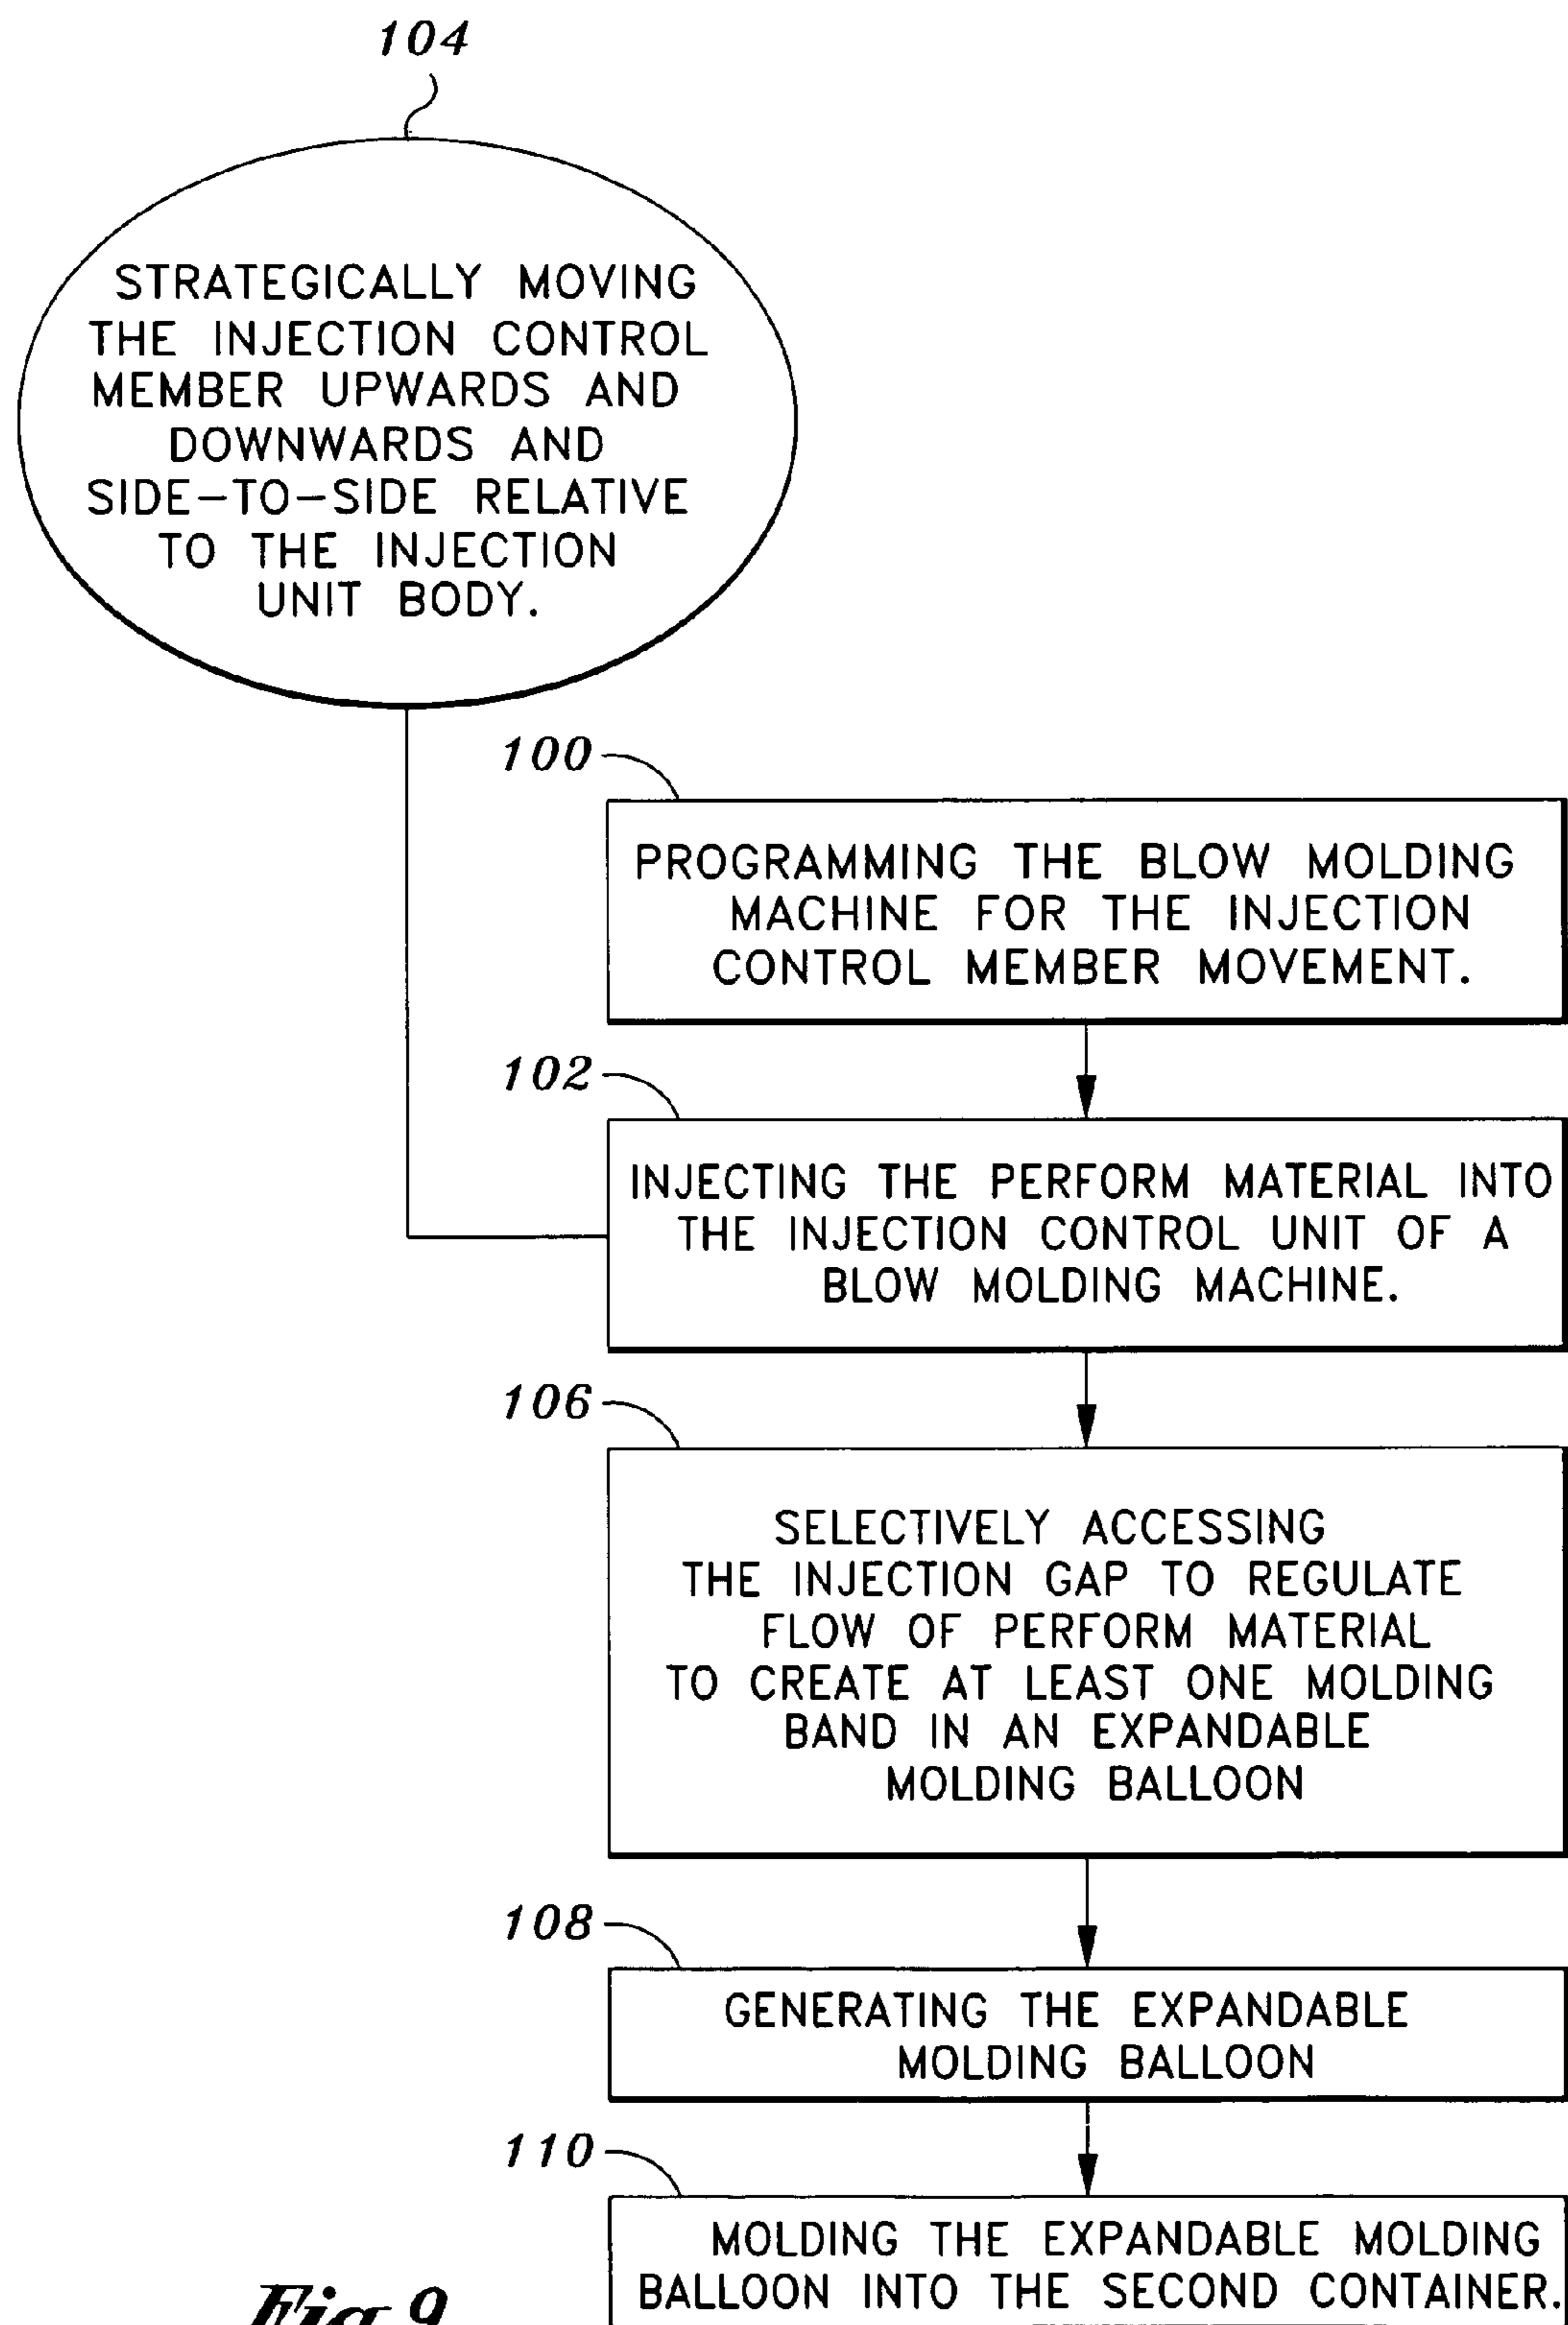 104
STRATEGICALLY MOVING
THE INJECTION CONTROL
MEMBER UPWARDS AND
DOWNWARDS AND
SIDE-TO-SIDE RELATIVE
TO THE INJECTION
UNIT BODY.
100
PROGRAMMING THE BLOW MOLDING
MACHINE FOR THE INJECTION
CONTROL MEMBER MOVEMENT.
102
INJECTING THE PERFORM MATERIAL INTO
THE INJECTION CONTROL UNIT OF A
BLOW MOLDING MACHINE.
106
SELECTIVELY ACCESSING
THE INJECTION GAP TO REGULATE
FLOW OF PERFORM MATERIAL
TO CREATE AT LEAST ONE MOLDING
BAND IN AN EXPANDABLE
MOLDING BALLOON
108
GENERATING THE EXPANDABLE
MOLDING BALLOON
110
MOLDING THE EXPANDABLE MOLDING
BALLOON INTO THE SECOND CONTAINER.
Fig 9